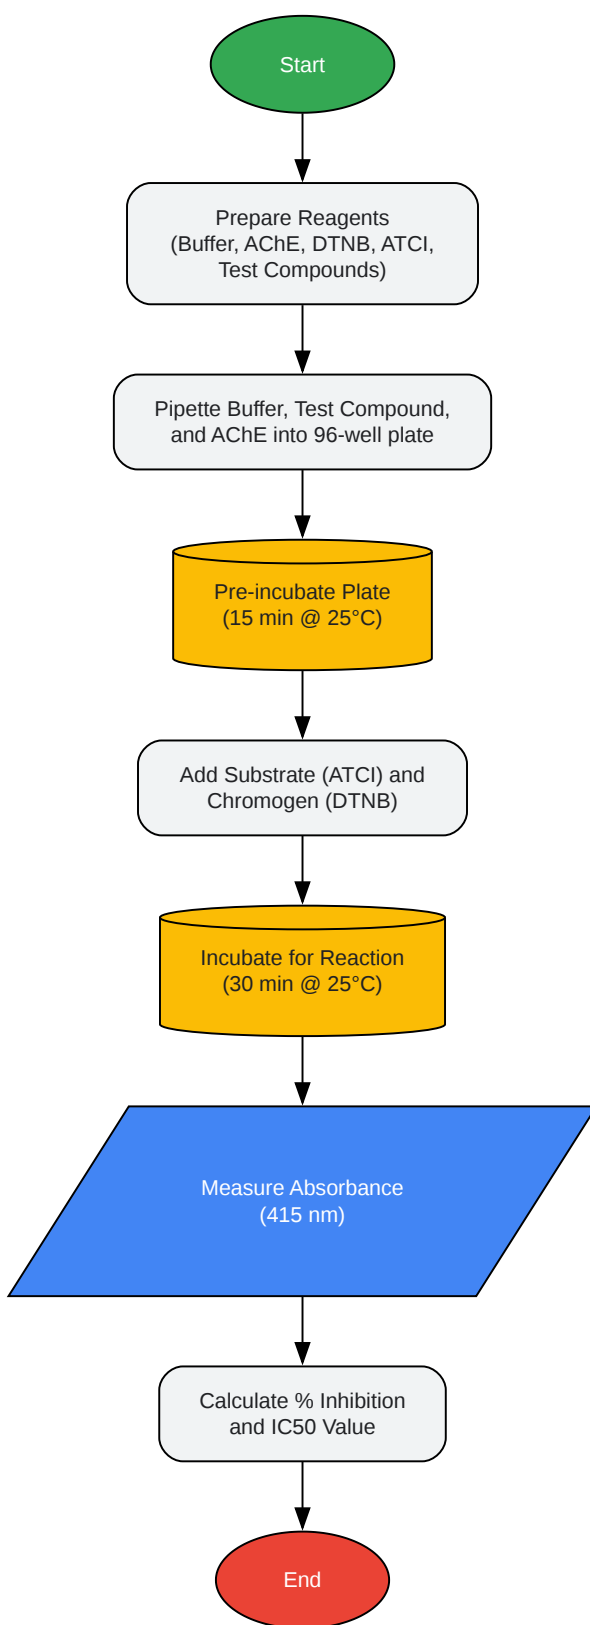 Start
Prepare Reagents
(Buffer, AChE, DTNB, ATCI,
Test Compounds)
Pipette Buffer, Test Compound,
and AChE into 96-well plate
Pre-incubate Plate
(15 min @ 25°C)
Add Substrate (ATCI) and
Chromogen (DTNB)
Incubate for Reaction
(30 min @ 25°C)
Measure Absorbance
(415 nm)
Calculate % Inhibition
and IC50 Value
End